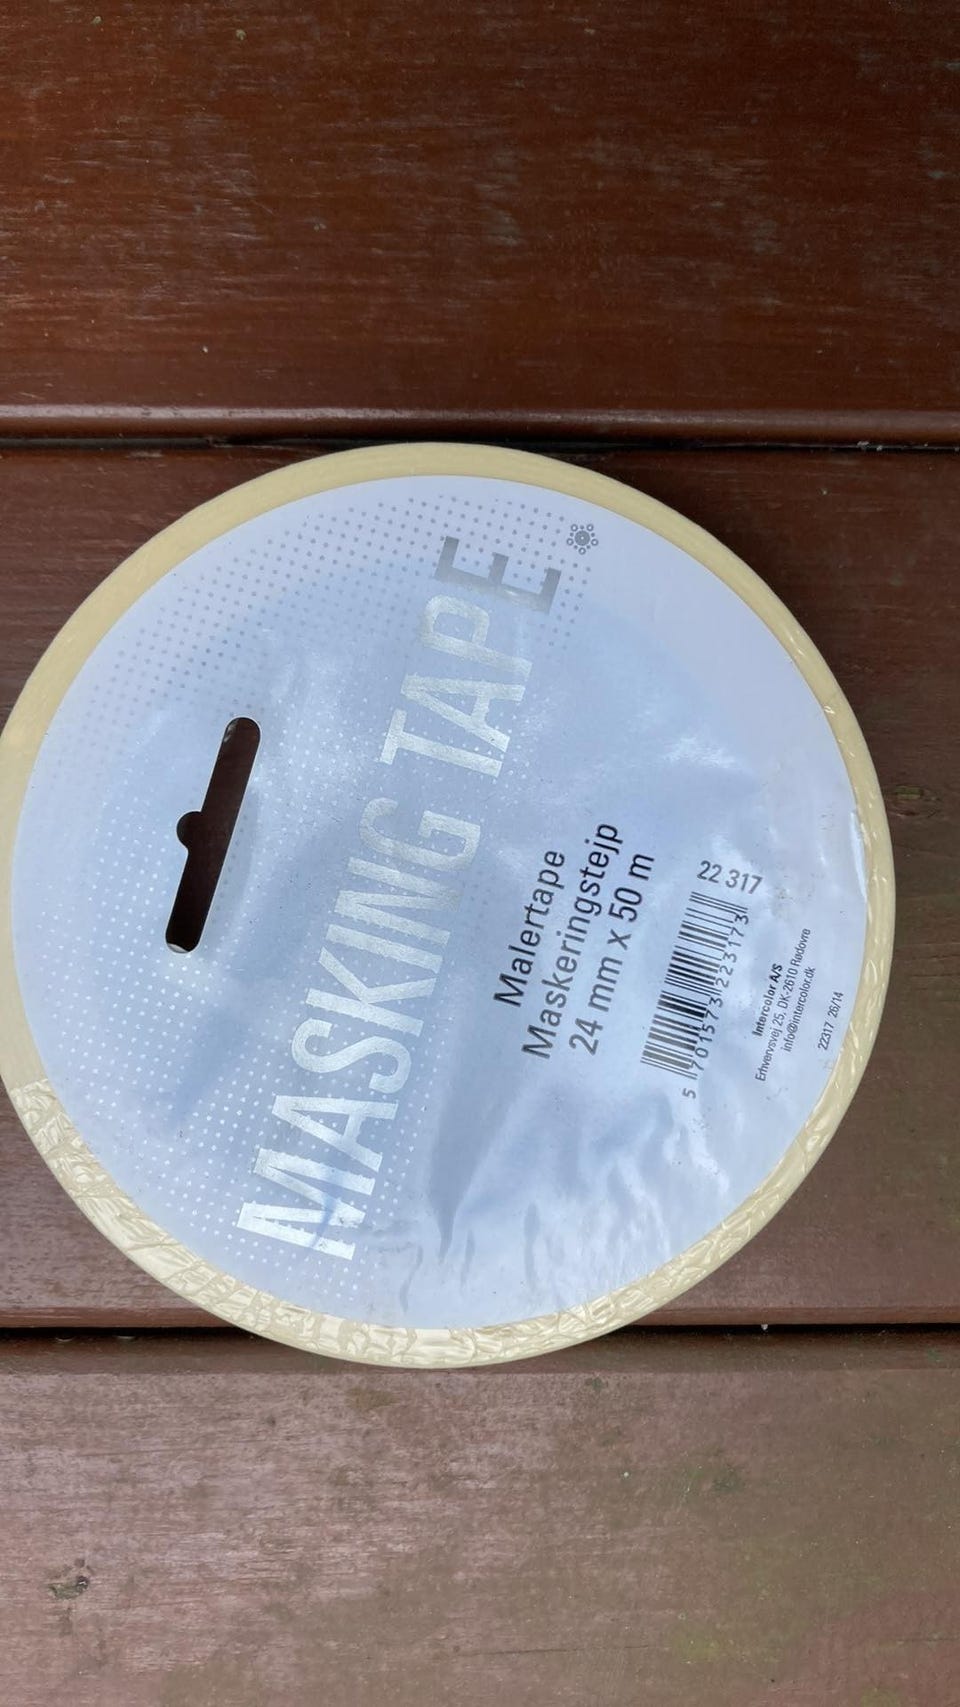 MASKING TAPE
Malertape
Maskeringstejp
24 mm x 50 m
22 317
5 701573 223173
Intercolor A/S
Erhvervsvej 25, DK-2610 Rødovre
info@intercolor.dk
22317 26/14